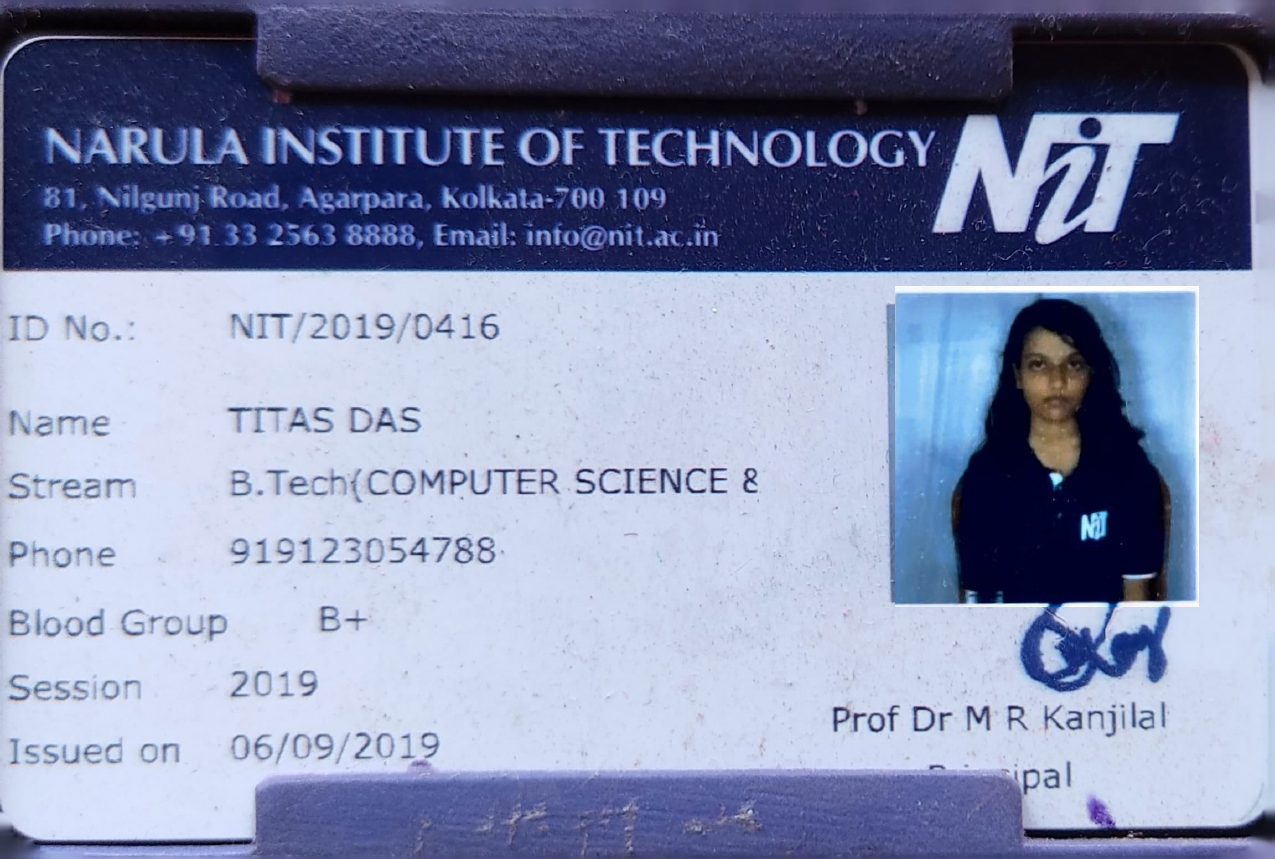 NARULA INSTITUTE OF TECHNOLOGY
NiT
81, Nilgunj Road, Agarpara, Kolkata-700 109
Phone: +91 33 2563 8888, Email: info@nit.ac.in
ID No.: NIT/2019/0416
Name TITAS DAS
Stream B.Tech(COMPUTER SCIENCE &
Phone 919123054788
Blood Group B+
Session 2019
Issued on 06/09/2019
NiT
Prof Dr M R Kanjilal
Principal